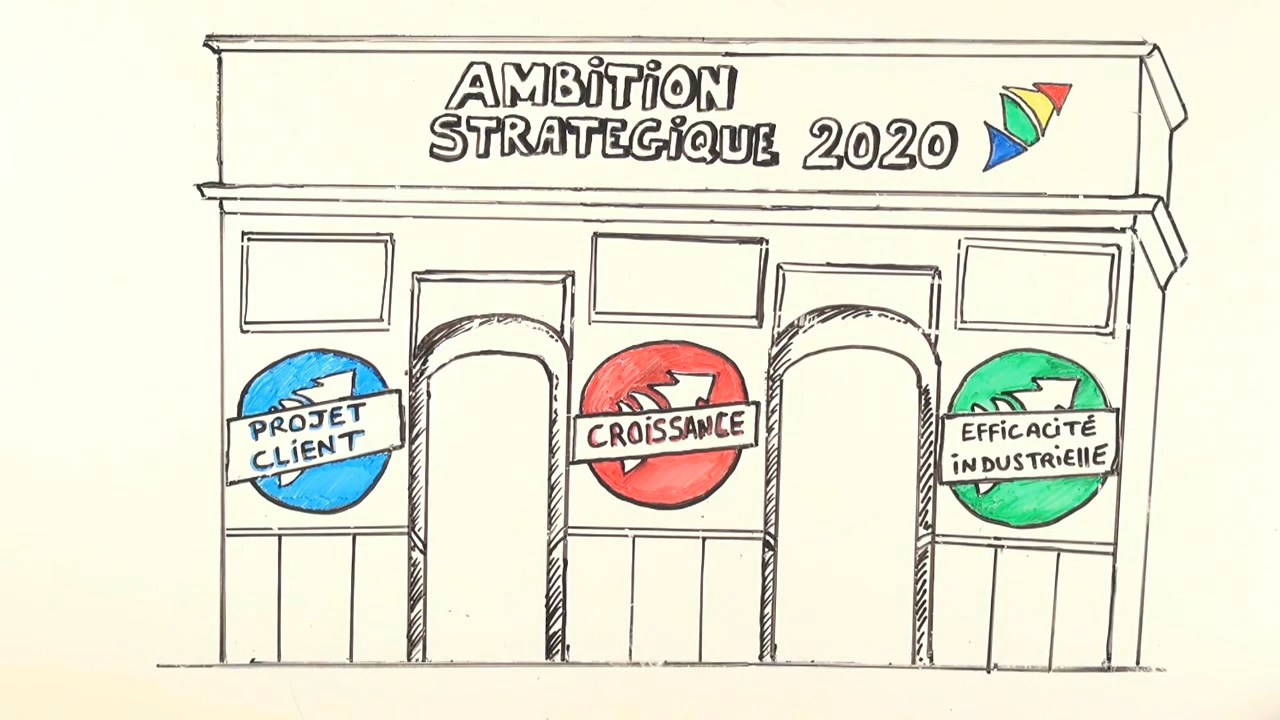 AMBiTiON
STRATEGiQUE 2020
PROJET
CLiENT
CROiSSANCE
EFFiCACiTÉ
iNDUSTRiEllE